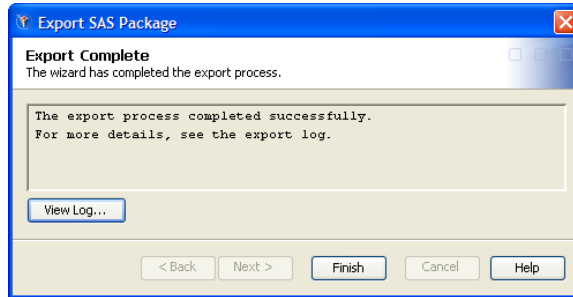 Export SAS Package
Export Complete
The wizard has completed the export process.
The export process completed successfully.
For more details, see the export log.
View Log...
< Back Next > Finish Cancel Help